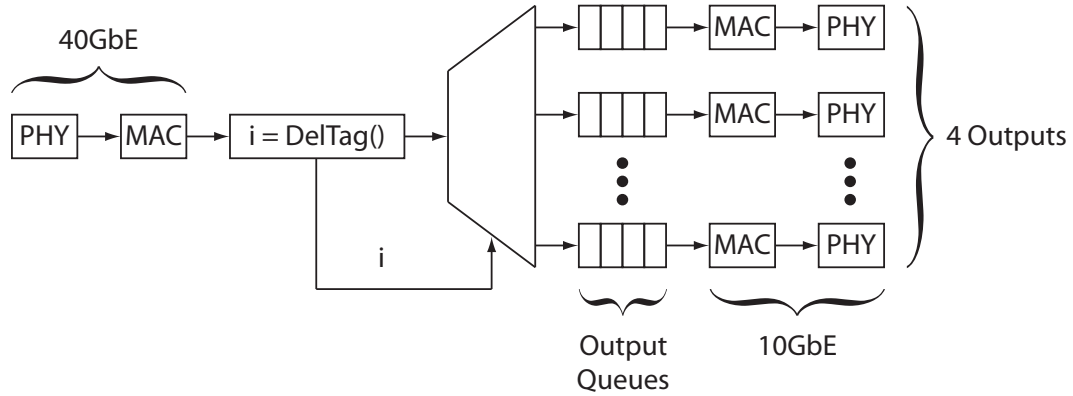 40GbE
PHY
MAC
i = DelTag()
i
MAC
PHY
MAC
PHY
MAC
PHY
4 Outputs
Output
Queues
10GbE